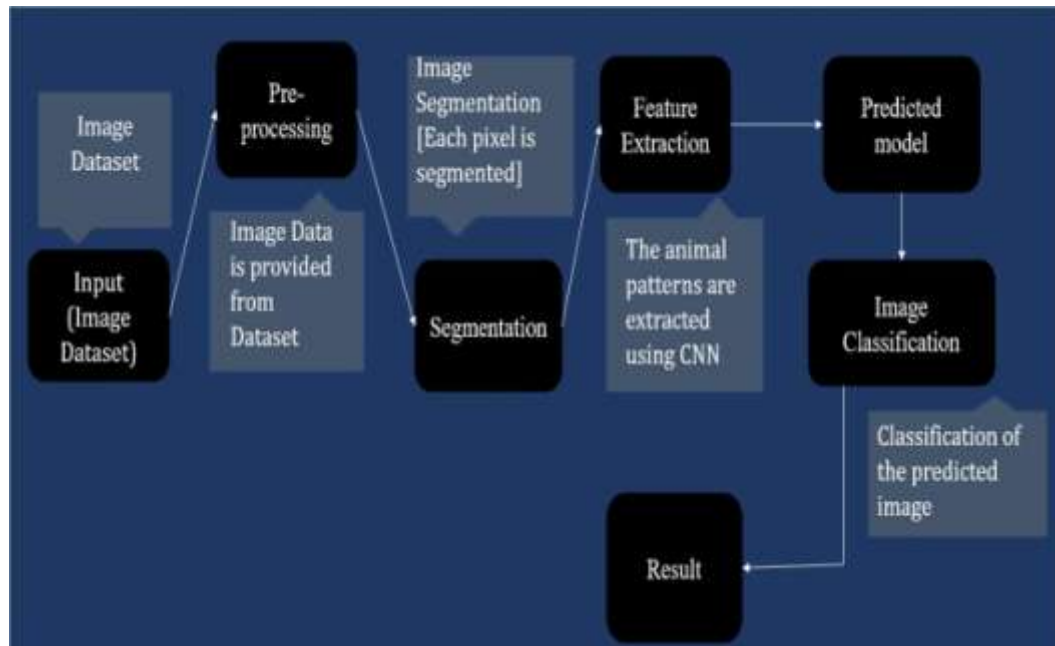 Image
Dataset
Input
(Image
Dataset)
Pre-
processing
Image Data
is provided
from
Dataset
Image
Segmentation
[Each pixel is
segmented]
Segmentation
Feature
Extraction
The animal
patterns are
extracted
using CNN
Predicted
model
Image
Classification
Classification of
the predicted
image
Result